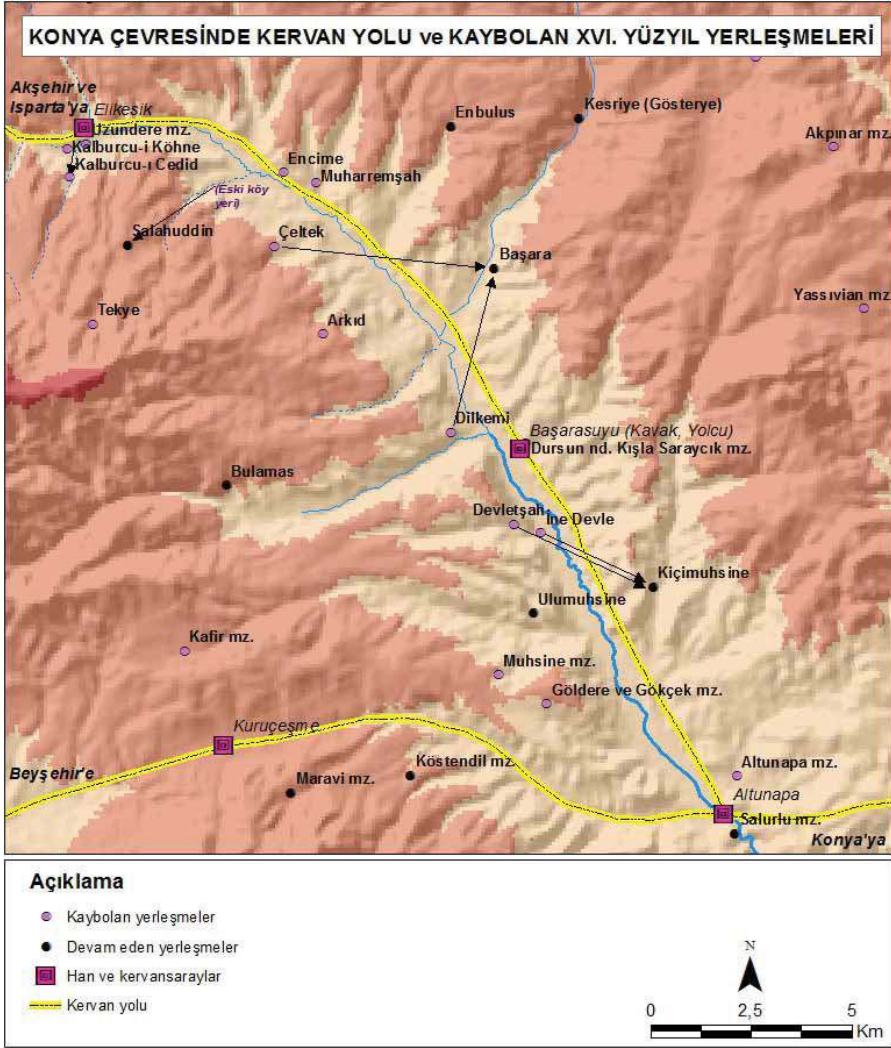 KONYA ÇEVRESİNDE KERVAN YOLU ve KAYBOLAN XVI. YÜZYIL YERLEŞMELERİ
Akşehir ve
Isparta'ya
Elikesik
Uzundere mz.
Kalburcu-i Köhne
Kalburcu-ı Cedid
Enbulus
Kesriye (Gösterye)
Akpınar mz.
Encime
Muharremşah
(Eski köy
yeri)
Salahuddin
Çeltek
Başara
Tekye
Arkıd
Yassıvian mz.
Dilkemi
Başarasuyu (Kavak, Yolcu)
Dursun nd. Kışla Saraycık mz.
Bulamas
Devletşah
İne Devle
Kiçimuhsine
Ulumuhsine
Kafir mz.
Muhsine mz.
Göldere ve Gökçek mz.
Kuruçeşme
Beyşehir'e
Köstendil mz.
Maravi mz.
Altunapa mz.
Altunapa
Salurlu mz.
Konya'ya
Açıklama
Kaybolan yerleşmeler
Devam eden yerleşmeler
Han ve kervansaraylar
Kervan yolu
N
0 2,5 5
Km